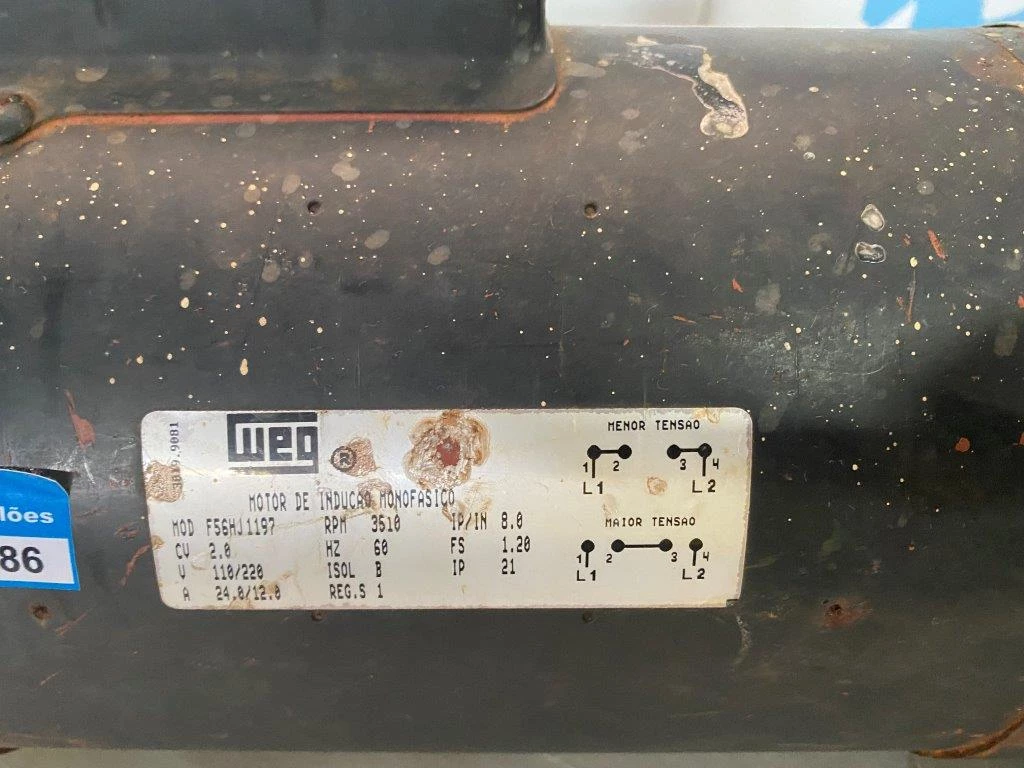 weg
®
MOTOR DE INDUCAO MONOFASICO
MOD F56HJ1197 RPM 3510 IP/IN 8.0
CV 2.0 HZ 60 FS 1.20
V 110/220 ISOL B IP 21
A 24.0/12.0 REG.S 1
MENOR TENSAO
1 2 3 4
L1 L2
MAIOR TENSAO
1 2 3 4
L1 L2
lões
86